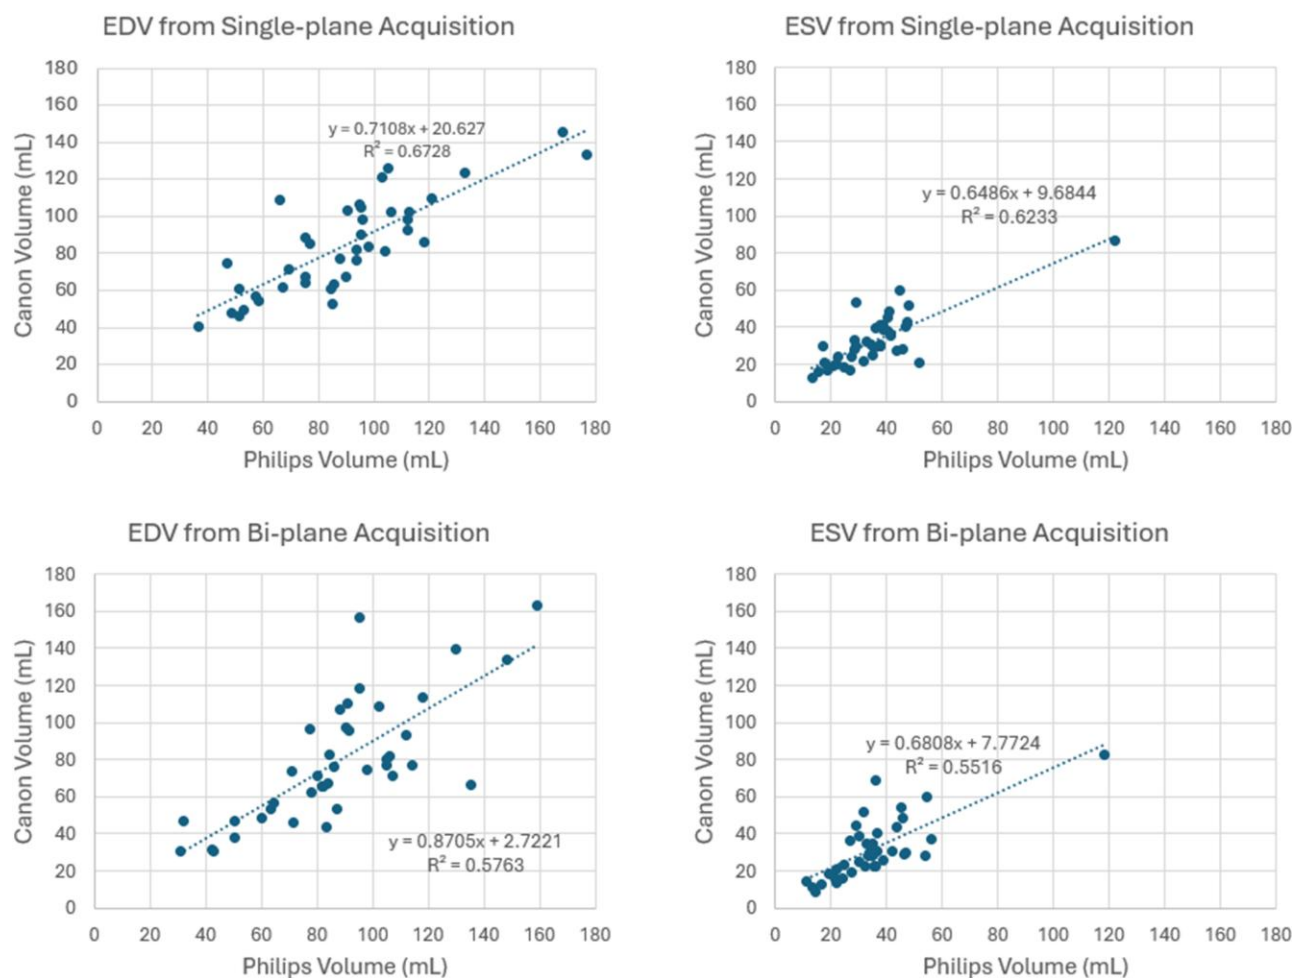 EDV from Single-plane Acquisition
180
160
140
120
100
80
60
40
20
0
Canon Volume (mL)
y = 0.7108x + 20.627
R² = 0.6728
0 20 40 60 80 100 120 140 160 180
Philips Volume (mL)
ESV from Single-plane Acquisition
180
160
140
120
100
80
60
40
20
0
Canon Volume (mL)
y = 0.6486x + 9.6844
R² = 0.6233
0 20 40 60 80 100 120 140 160 180
Philips Volume (mL)
EDV from Bi-plane Acquisition
180
160
140
120
100
80
60
40
20
0
Canon Volume (mL)
y = 0.8705x + 2.7221
R² = 0.5763
0 20 40 60 80 100 120 140 160 180
Philips Volume (mL)
ESV from Bi-plane Acquisition
180
160
140
120
100
80
60
40
20
0
Canon Volume (mL)
y = 0.6808x + 7.7724
R² = 0.5516
0 20 40 60 80 100 120 140 160 180
Philips Volume (mL)